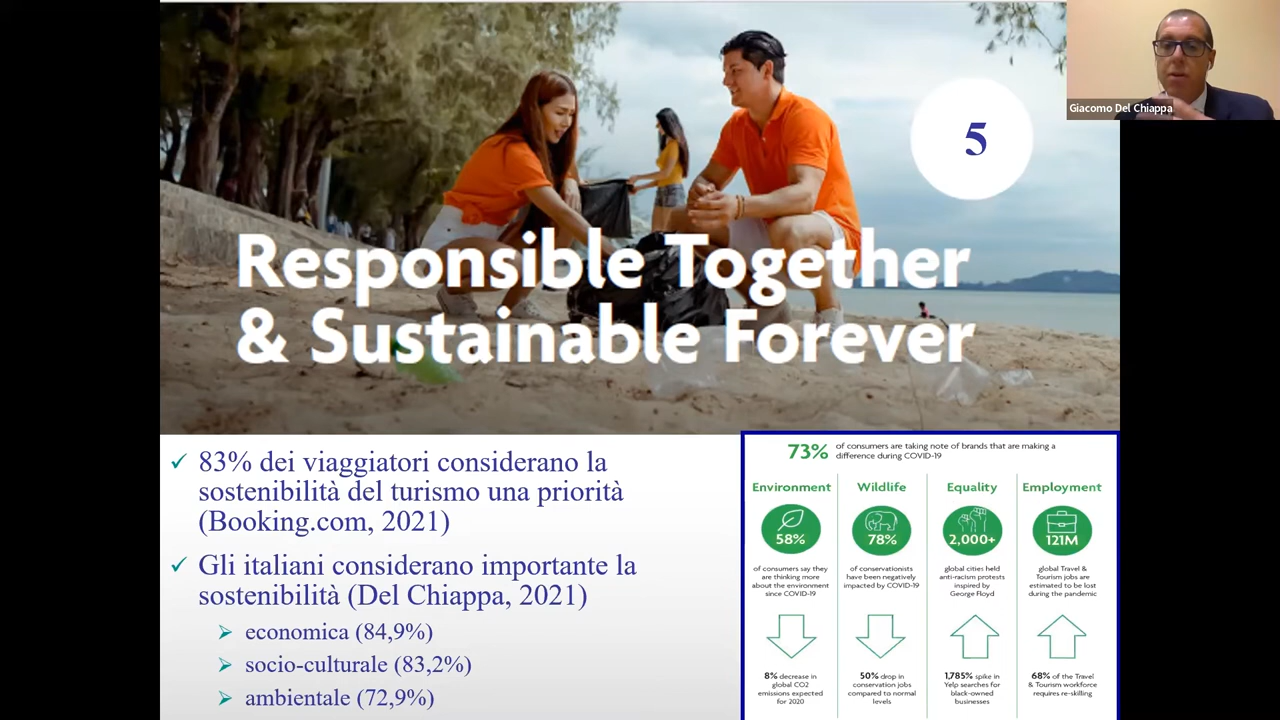 Giacomo Del Chiappa
5
Responsible Together
& Sustainable Forever
83% dei viaggiatori considerano la
sostenibilità del turismo una priorità
(Booking.com, 2021)
Gli italiani considerano importante la
sostenibilità (Del Chiappa, 2021)
economica (84,9%)
socio-culturale (83,2%)
ambientale (72,9%)
73% of consumers are taking note of brands that are making a
difference during COVID-19
Environment
58%
of consumers say they
are thinking more
about the environment
since COVID-19
8% decrease in
global CO2
emissions expected
for 2020
Wildlife
78%
of conservationists
have been negatively
impacted by COVID-19
50% drop in
conservation jobs
compared to normal
levels
Equality
2,000+
global cities held
anti-racism protests
inspired by
George Floyd
1,785% spike in
Yelp searches for
black-owned
businesses
Employment
121M
global Travel &
Tourism jobs are
estimated to be lost
during the pandemic
68% of the Travel
& Tourism workforce
requires re-skilling